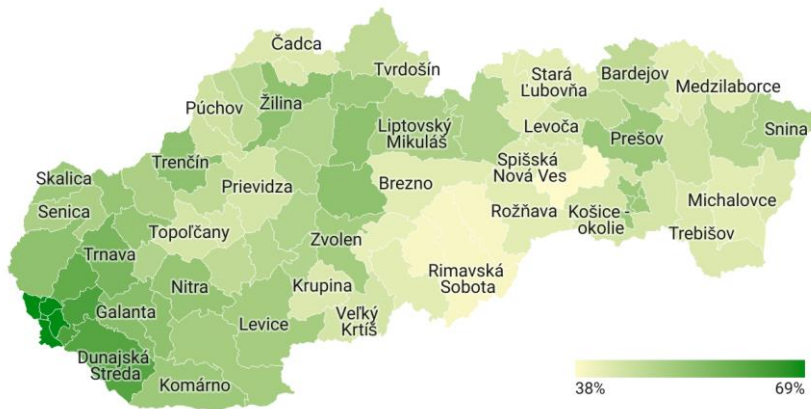 Čadca
Tvrdošín
Stará
Ľubovňa
Bardejov
Medzilaborce
Púchov
Žilina
Liptovský
Mikuláš
Levoča
Prešov
Snina
Trenčín
Spišská
Nová Ves
Skalica
Prievidza
Brezno
Michalovce
Senica
Rožňava
Košice -
okolie
Topoľčany
Zvolen
Trebišov
Trnava
Rimavská
Sobota
Nitra
Krupina
Galanta
Veľký
Krtíš
Levice
Dunajská
Streda
Komárno
38%
69%